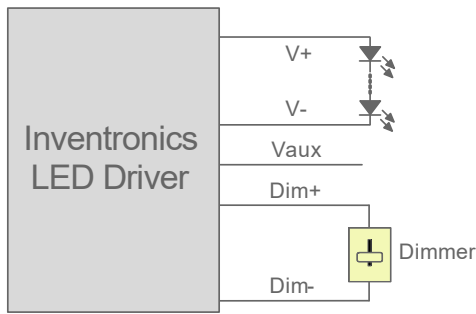 Inventronics
LED Driver
V+
V-
Vaux
Dim+
Dimmer
Dim-